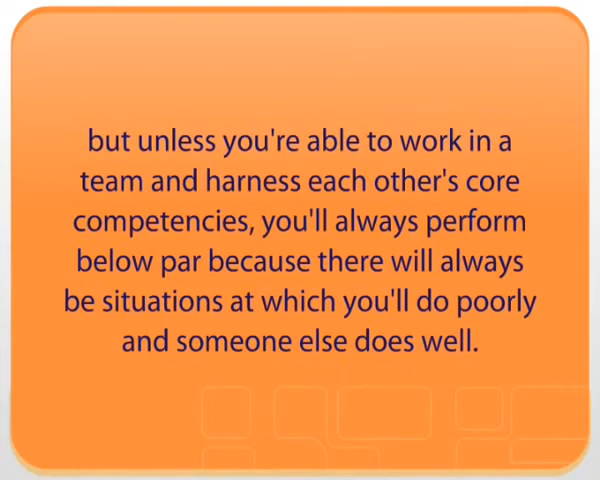 but unless you're able to work in a
team and harness each other's core
competencies, you'll always perform
below par because there will always
be situations at which you'll do poorly
and someone else does well.